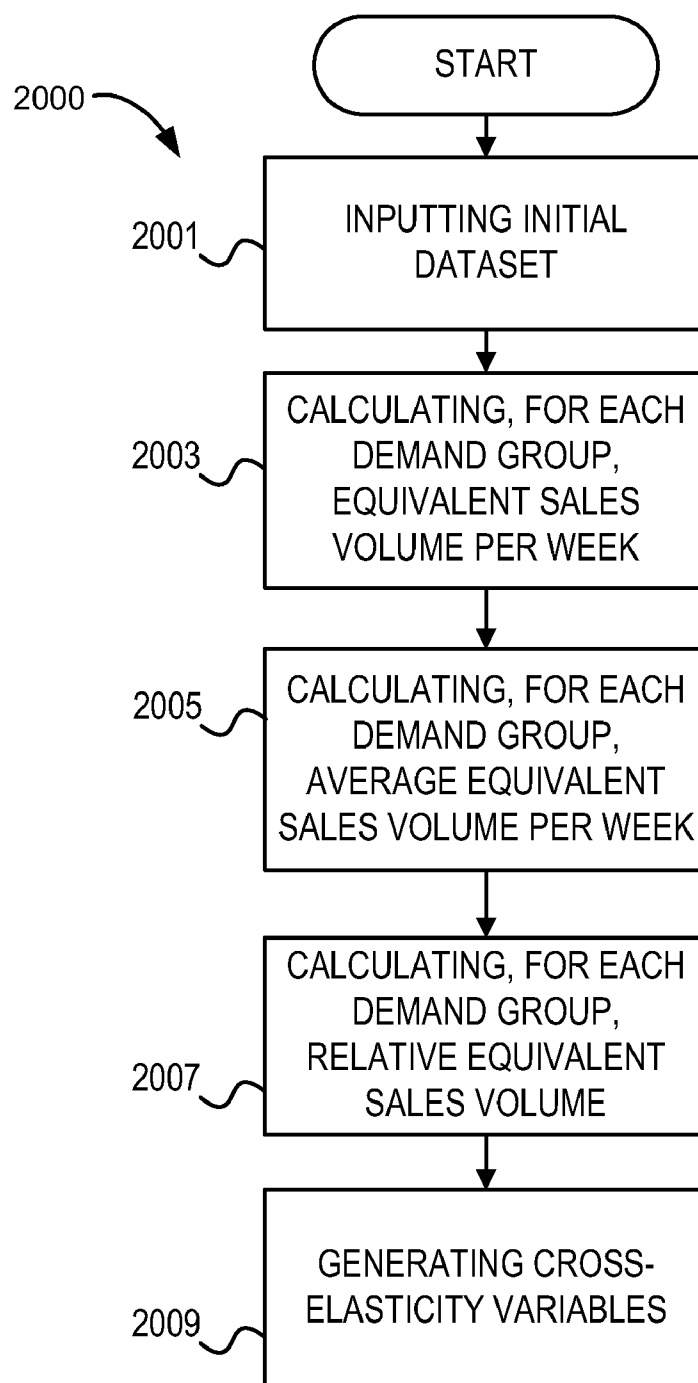 START
2000
2001
INPUTTING INITIAL
DATASET
2003
CALCULATING, FOR EACH
DEMAND GROUP,
EQUIVALENT SALES
VOLUME PER WEEK
2005
CALCULATING, FOR EACH
DEMAND GROUP,
AVERAGE EQUIVALENT
SALES VOLUME PER WEEK
2007
CALCULATING, FOR EACH
DEMAND GROUP,
RELATIVE EQUIVALENT
SALES VOLUME
2009
GENERATING CROSS-
ELASTICITY VARIABLES